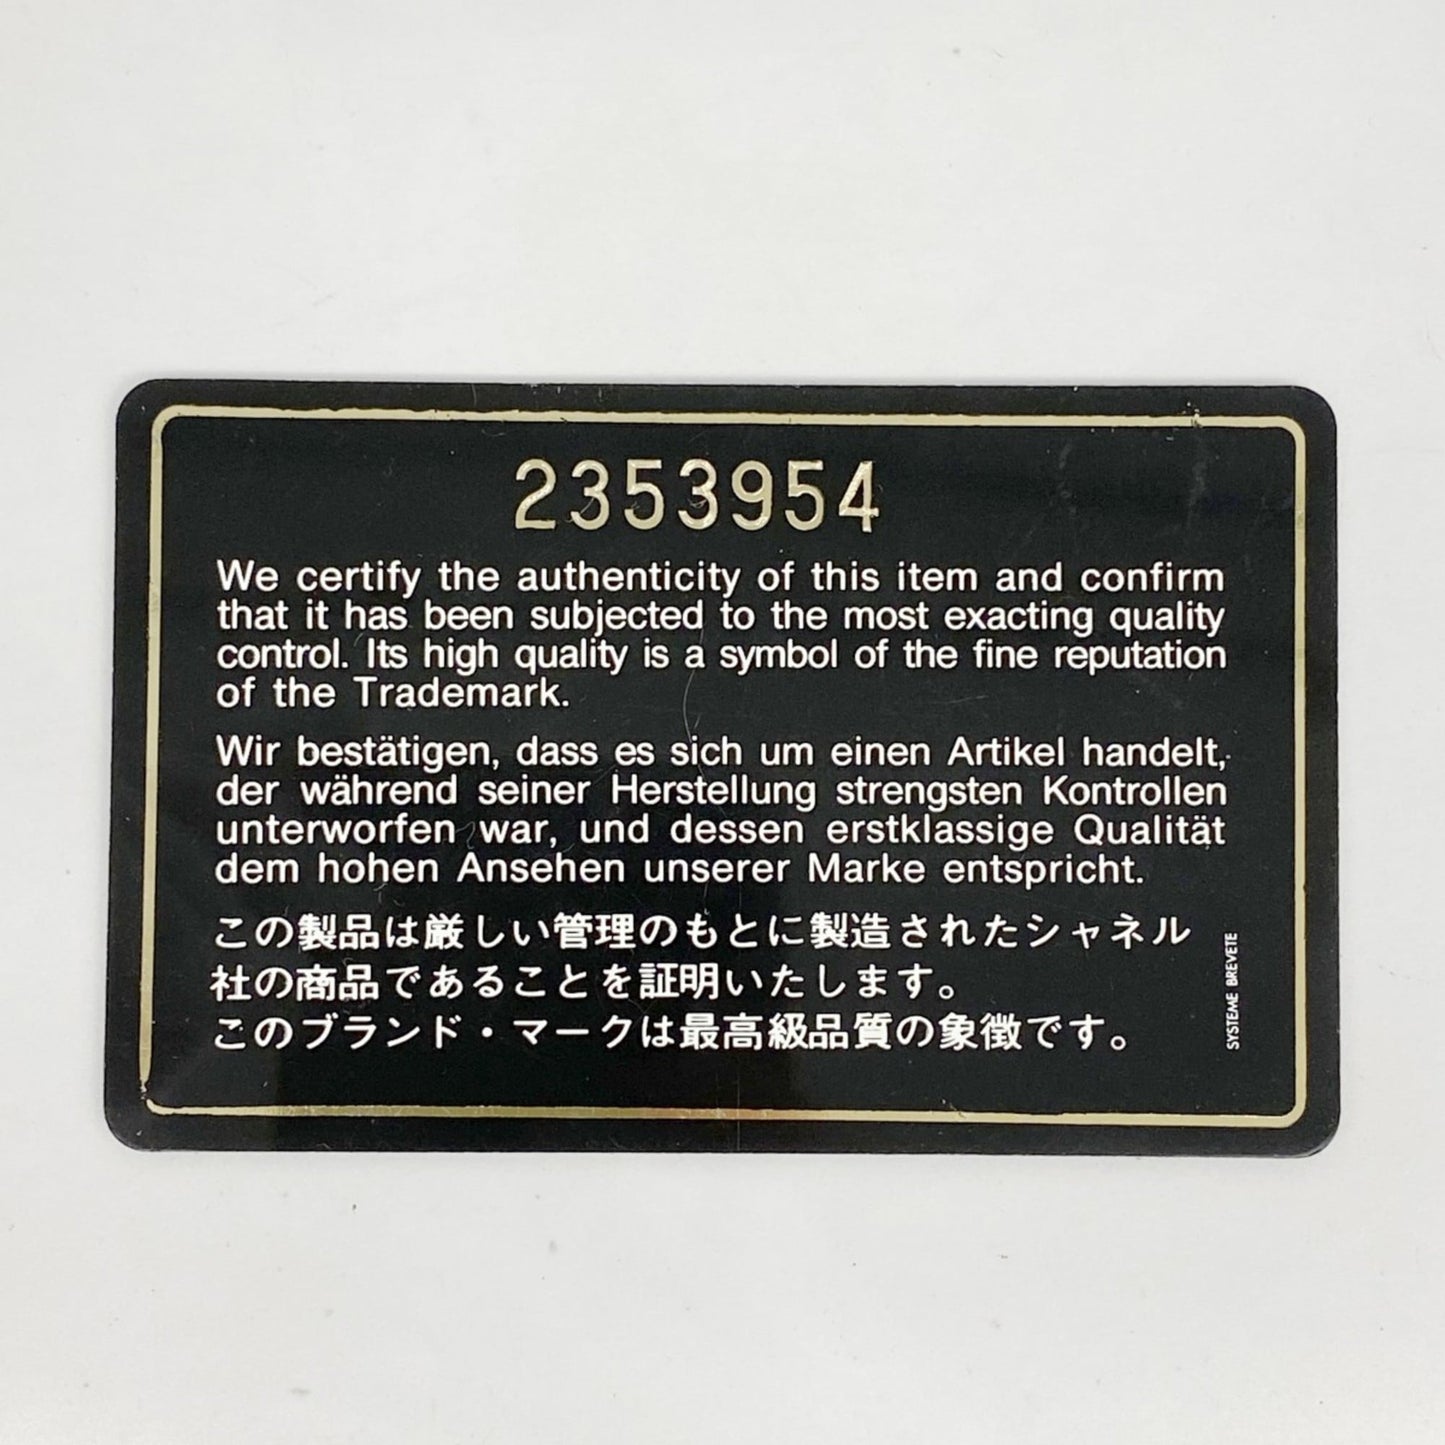 2353954
We certify the authenticity of this item and confirm
that it has been subjected to the most exacting quality
control. Its high quality is a symbol of the fine reputation
of the Trademark.
Wir bestätigen, dass es sich um einen Artikel handelt,
der während seiner Herstellung strengsten Kontrollen
unterworfen war, und dessen erstklassige Qualität
dem hohen Ansehen unserer Marke entspricht.
この製品は厳しい管理のもとに製造されたシャネル
社の商品であることを証明いたします。
このブランド・マークは最高級品質の象徴です。
SYSTEME BREVETE